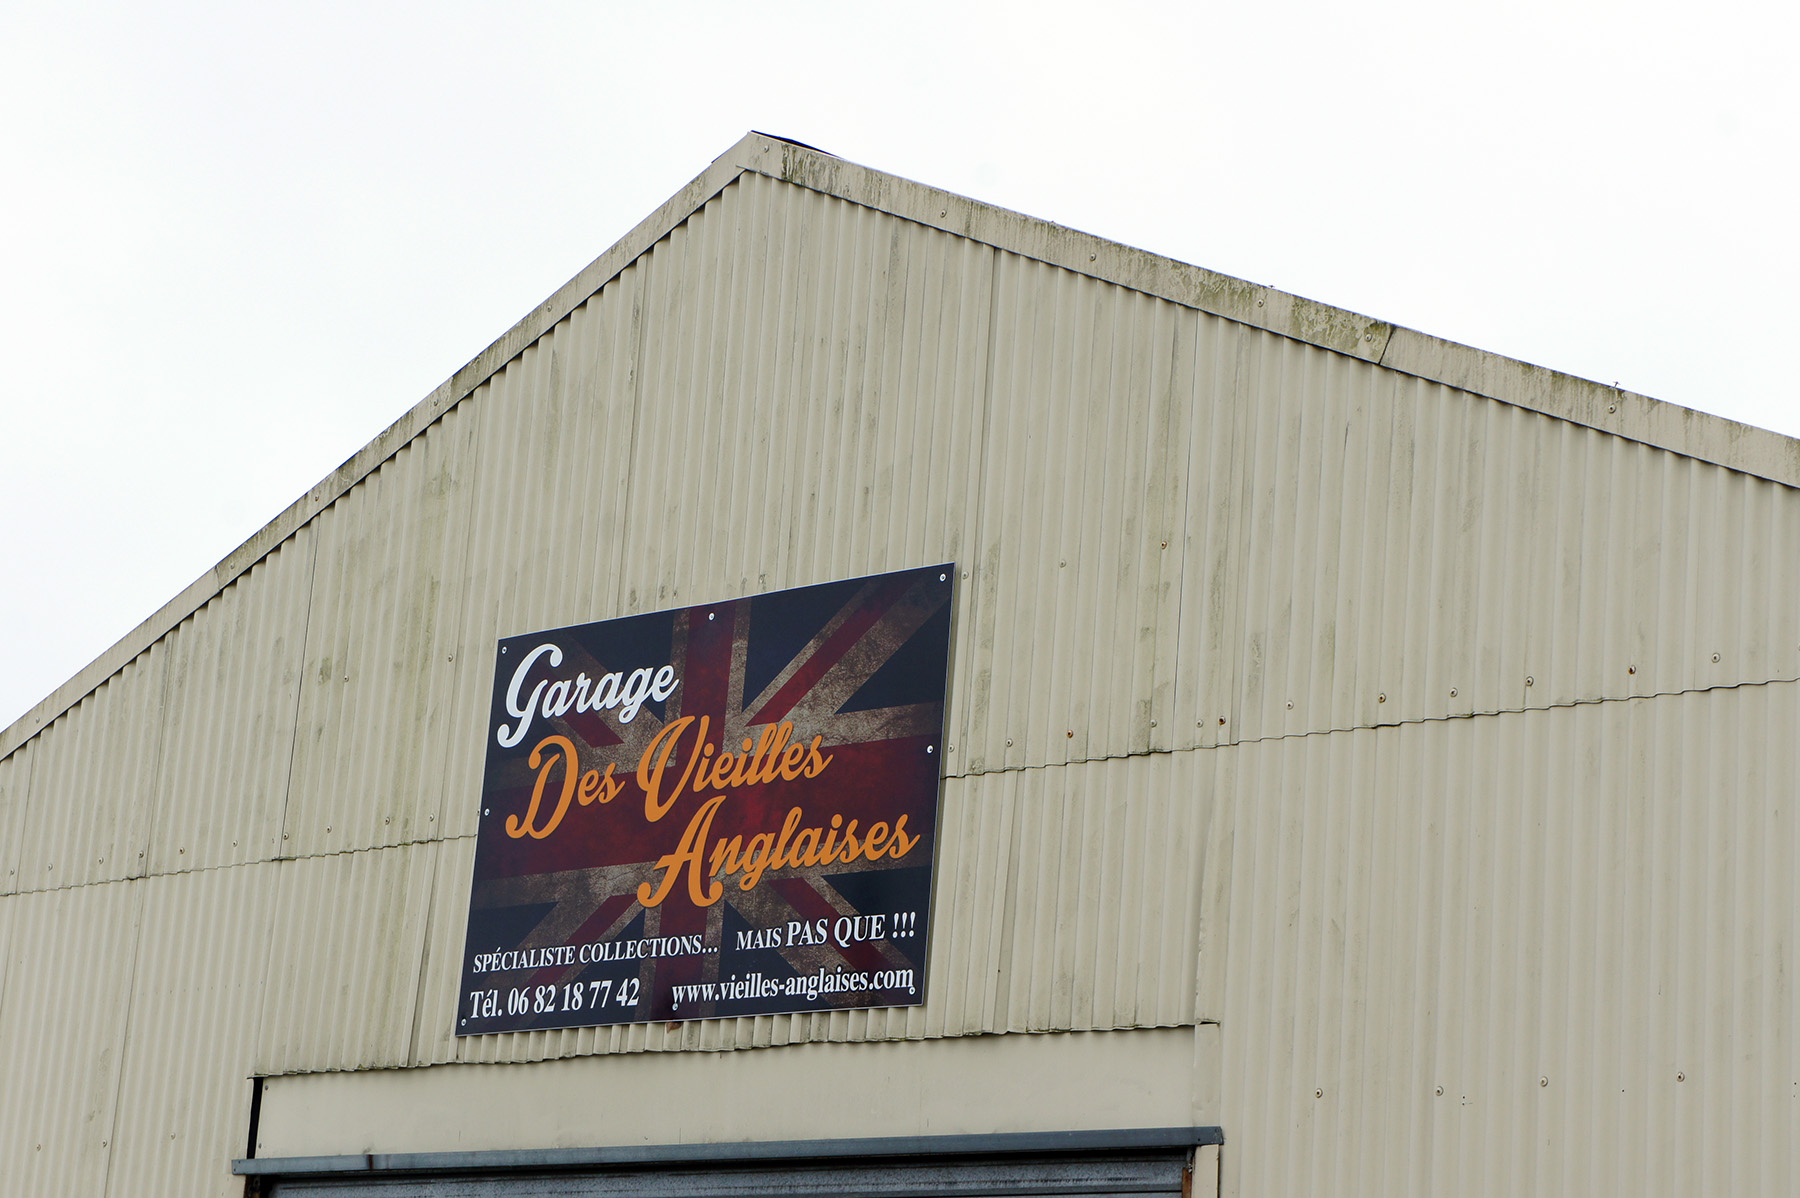 Garage
Des Vieilles
Anglaises
SPÉCIALISTE COLLECTIONS... MAIS PAS QUE !!!
Tél. 06 82 18 77 42 www.vieilles-anglaises.com